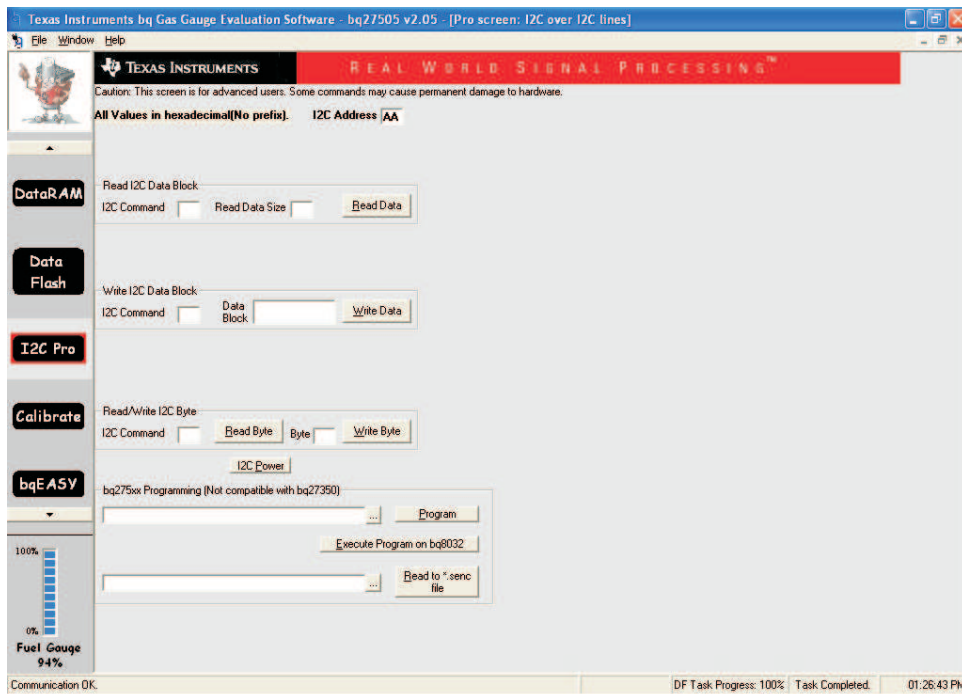 Texas Instruments bq Gas Gauge Evaluation Software - bq27505 v2.05 - [Pro screen: I2C over I2C lines]
File Window Help
TEXAS INSTRUMENTS
REAL WORLD SIGNAL PROCESSING™
Caution: This screen is for advanced users. Some commands may cause permanent damage to hardware.
All Values in hexadecimal(No prefix). I2C Address AA
DataRAM
Data
Flash
I2C Pro
Calibrate
bqEASY
100%
0%
Fuel Gauge
94%
Read I2C Data Block
I2C Command Read Data Size Read Data
Write I2C Data Block
I2C Command Data
Block Write Data
Read/Write I2C Byte
I2C Command Read Byte Byte Write Byte
I2C Power
bq275xx Programming (Not compatible with bq27350)
... Program
Execute Program on bq8032
... Read to *.senc
file
Communication OK. DF Task Progress: 100% Task Completed. 01:26:43 PM